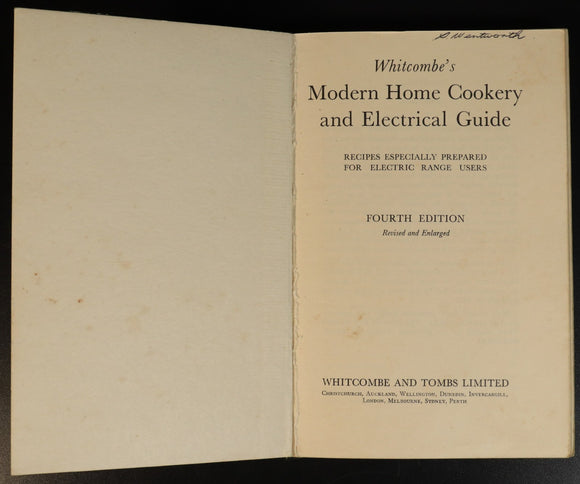 S Wentworth.
Whitcombe's
Modern Home Cookery
and Electrical Guide
RECIPES ESPECIALLY PREPARED
FOR ELECTRIC RANGE USERS
FOURTH EDITION
Revised and Enlarged
WHITCOMBE AND TOMBS LIMITED
CHRISTCHURCH, AUCKLAND, WELLINGTON, DUNEDIN, INVERCARGILL,
LONDON, MELBOURNE, SYDNEY, PERTH